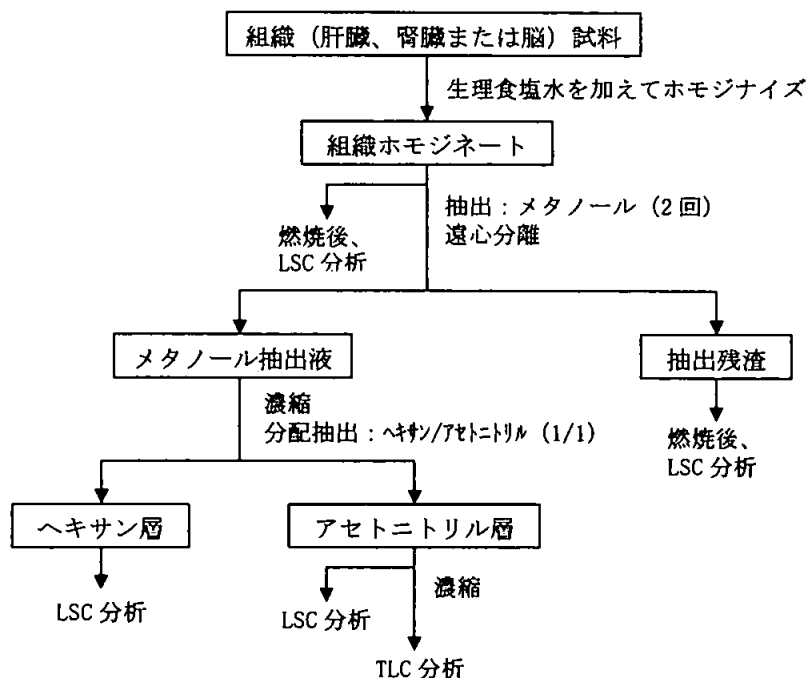 組織（肝臓、腎臓または脳）試料
生理食塩水を加えてホモジナイズ
組織ホモジネート
抽出：メタノール（2回）
遠心分離
燃焼後、
LSC 分析
メタノール抽出液
抽出残渣
濃縮
分配抽出：ﾍｷｻﾝ/ｱｾﾄﾆﾄﾘﾙ（1/1）
燃焼後、
LSC 分析
ヘキサン層
アセトニトリル層
LSC 分析
LSC 分析
濃縮
TLC 分析